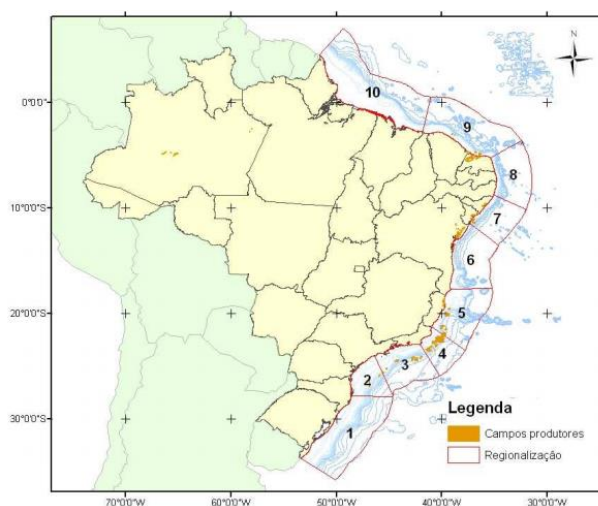 N
10
0°0'0"
9
8
10°0'0"S
7
6
20°0'0"S
5
4
3
2
30°0'0"S
1
Legenda
Campos produtores
Regionalização
70°0'0"W
60°0'0"W
50°0'0"W
40°0'0"W
30°0'0"W